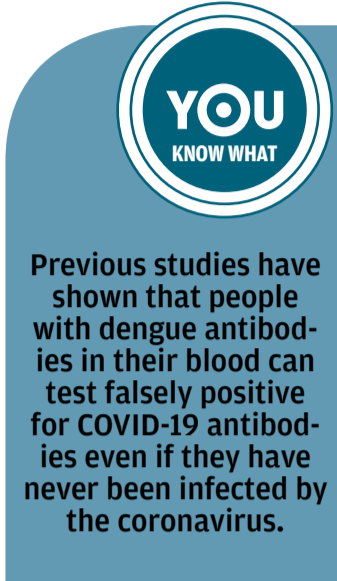 YOU
KNOW WHAT
Previous studies have
shown that people
with dengue antibod-
ies in their blood can
test falsely positive
for COVID-19 antibod-
ies even if they have
never been infected by
the coronavirus.